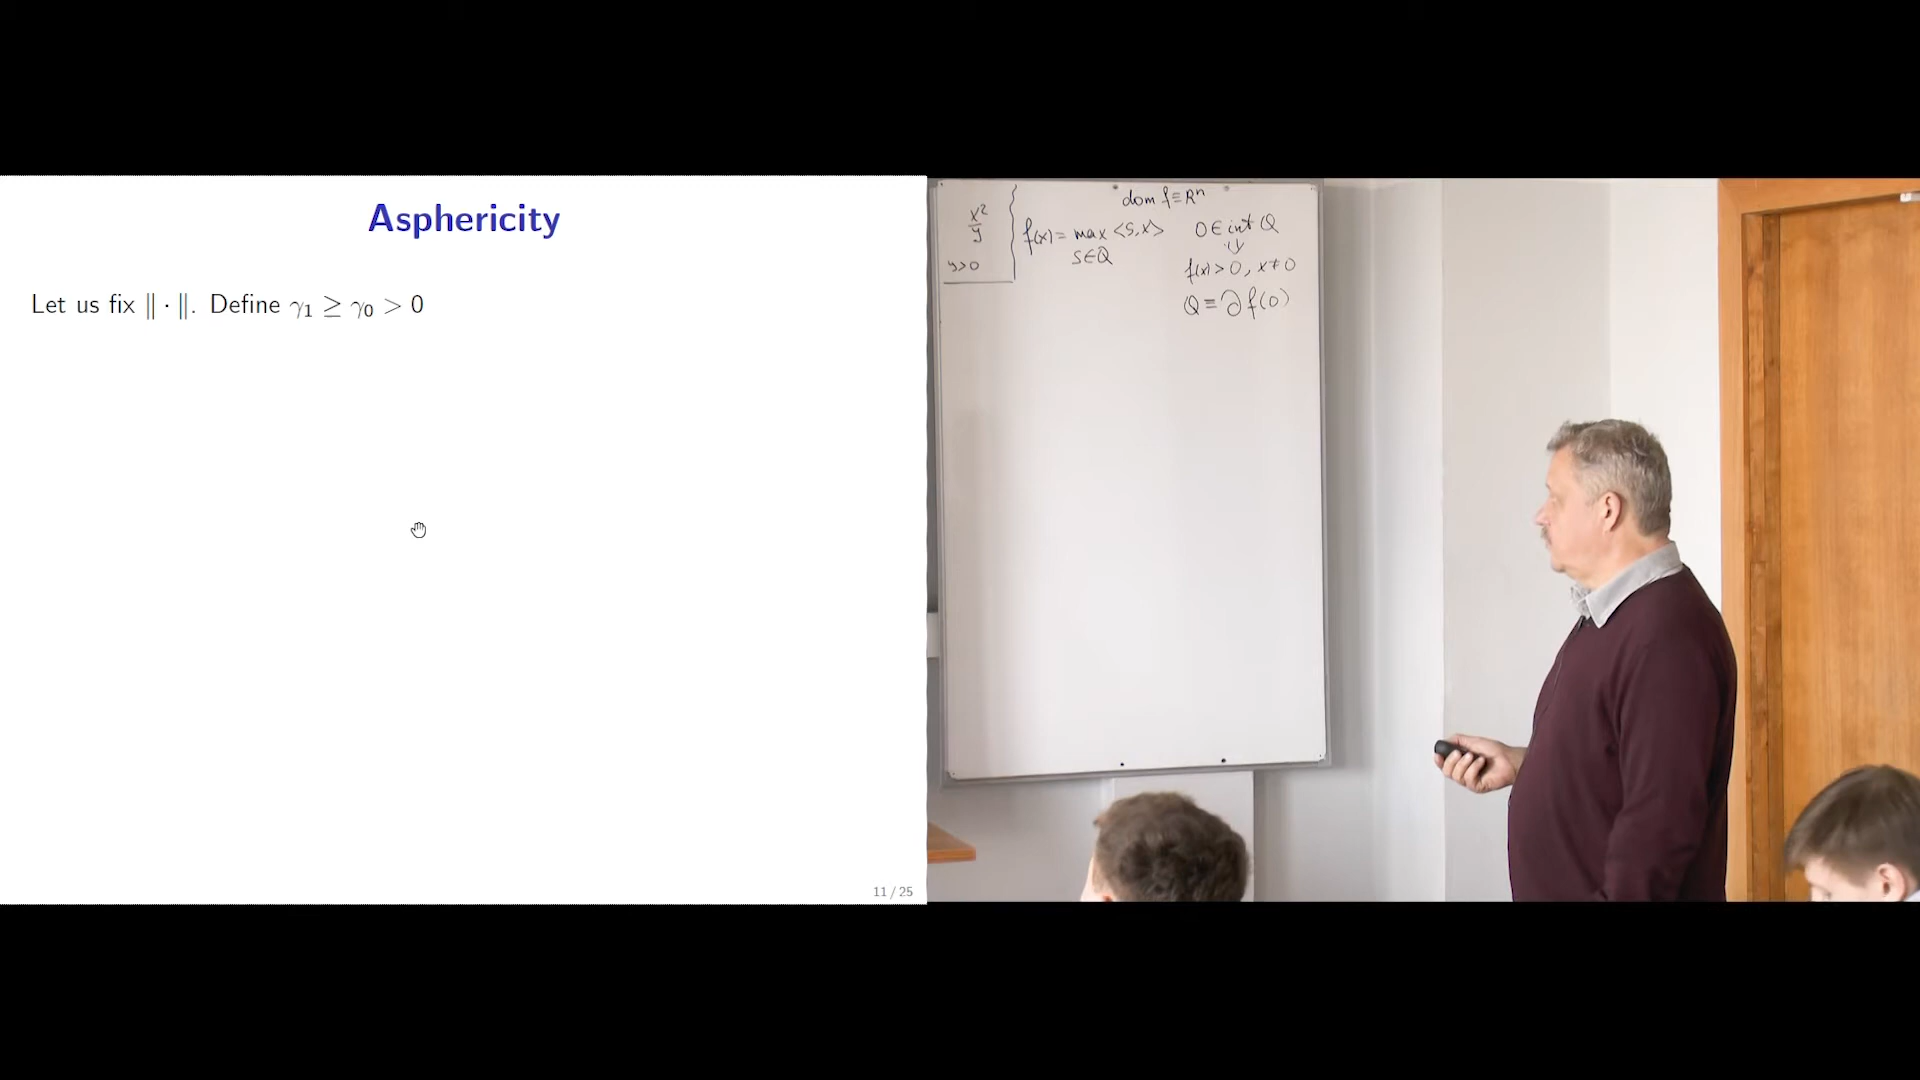 Asphericity
Let us fix ‖ · ‖. Define γ₁ ≥ γ₀ > 0
11 / 25
x²/y
y>0
dom f ≡ Rⁿ
f(x) = max <s,x>
s∈Q
0 ∈ int Q
⇓
f(x) > 0, x ≠ 0
Q ≡ ∂f(0)